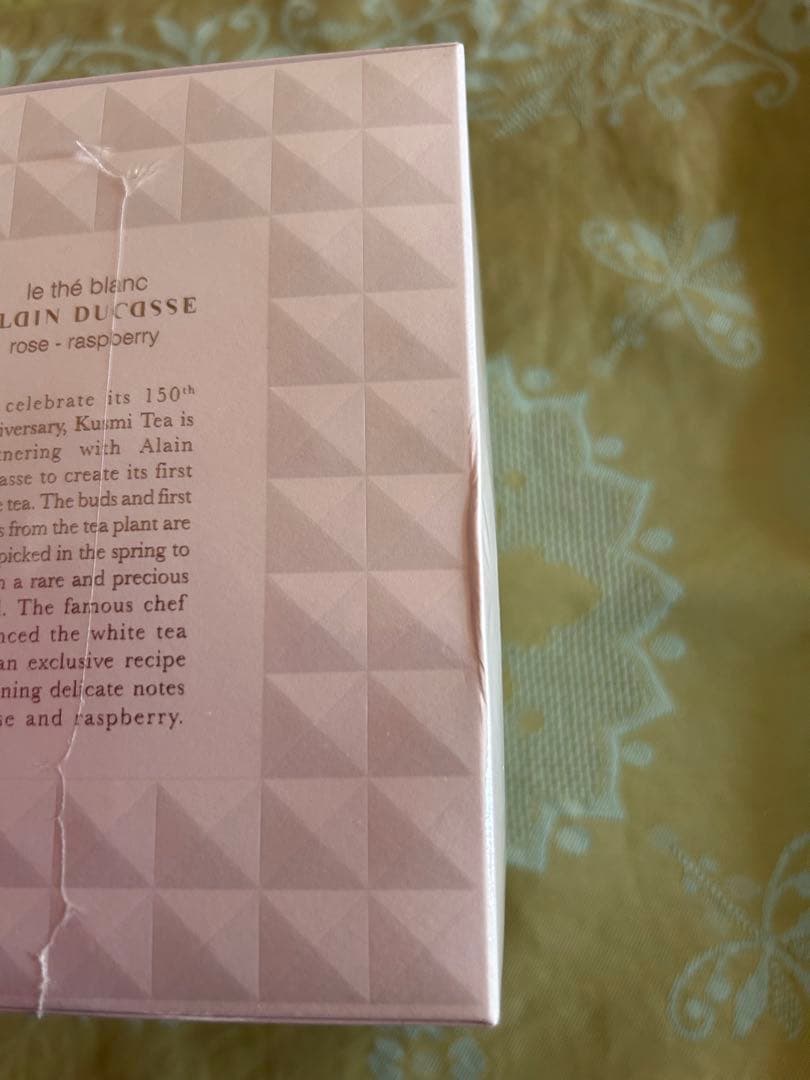 le thé blanc
LAIN DUCASSE
rose - raspberry
celebrate its 150th
iversary, Kusmi Tea is
tnering with Alain
asse to create its first
e tea. The buds and first
s from the tea plant are
picked in the spring to
a rare and precious
. The famous chef
nced the white tea
an exclusive recipe
ning delicate notes
se and raspberry.